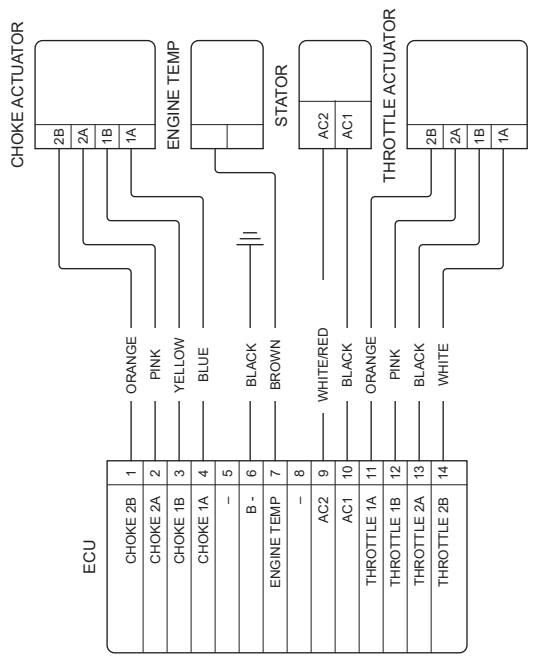 CHOKE ACTUATOR
2B
2A
1B
1A
ENGINE TEMP
STATOR
AC2
AC1
THROTTLE ACTUATOR
2B
2A
1B
1A
ORANGE
PINK
YELLOW
BLUE
BLACK
BROWN
WHITE/RED
BLACK
ORANGE
PINK
BLACK
WHITE
ECU
CHOKE 2B 1
CHOKE 2A 2
CHOKE 1B 3
CHOKE 1A 4
– 5
B - 6
ENGINE TEMP 7
– 8
AC2 9
AC1 10
THROTTLE 1A 11
THROTTLE 1B 12
THROTTLE 2A 13
THROTTLE 2B 14